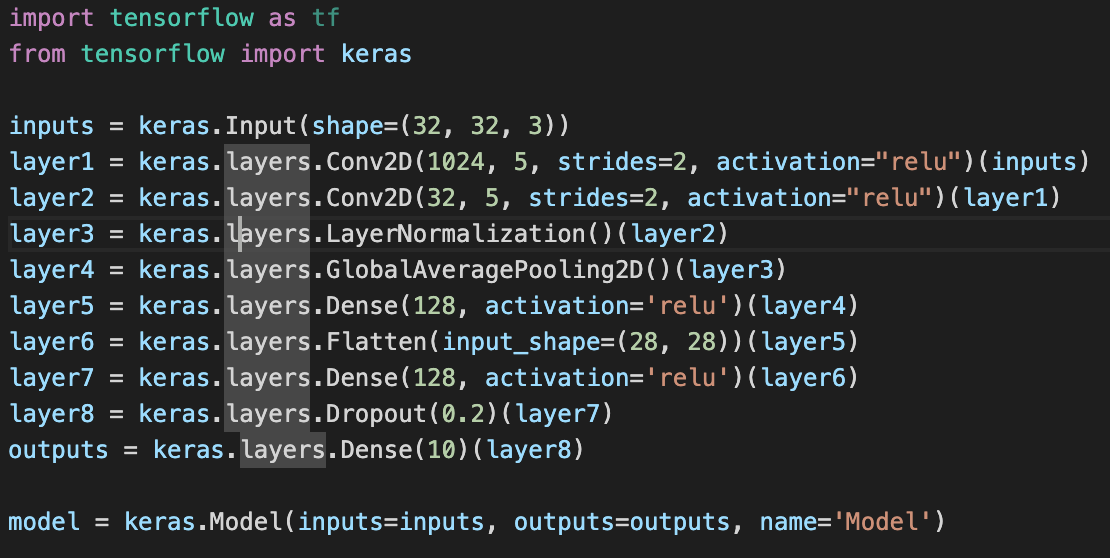 import tensorflow as tf
from tensorflow import keras
inputs = keras.Input(shape=(32, 32, 3))
layer1 = keras.layers.Conv2D(1024, 5, strides=2, activation="relu")(inputs)
layer2 = keras.layers.Conv2D(32, 5, strides=2, activation="relu")(layer1)
layer3 = keras.layers.LayerNormalization()(layer2)
layer4 = keras.layers.GlobalAveragePooling2D()(layer3)
layer5 = keras.layers.Dense(128, activation='relu')(layer4)
layer6 = keras.layers.Flatten(input_shape=(28, 28))(layer5)
layer7 = keras.layers.Dense(128, activation='relu')(layer6)
layer8 = keras.layers.Dropout(0.2)(layer7)
outputs = keras.layers.Dense(10)(layer8)
model = keras.Model(inputs=inputs, outputs=outputs, name='Model')